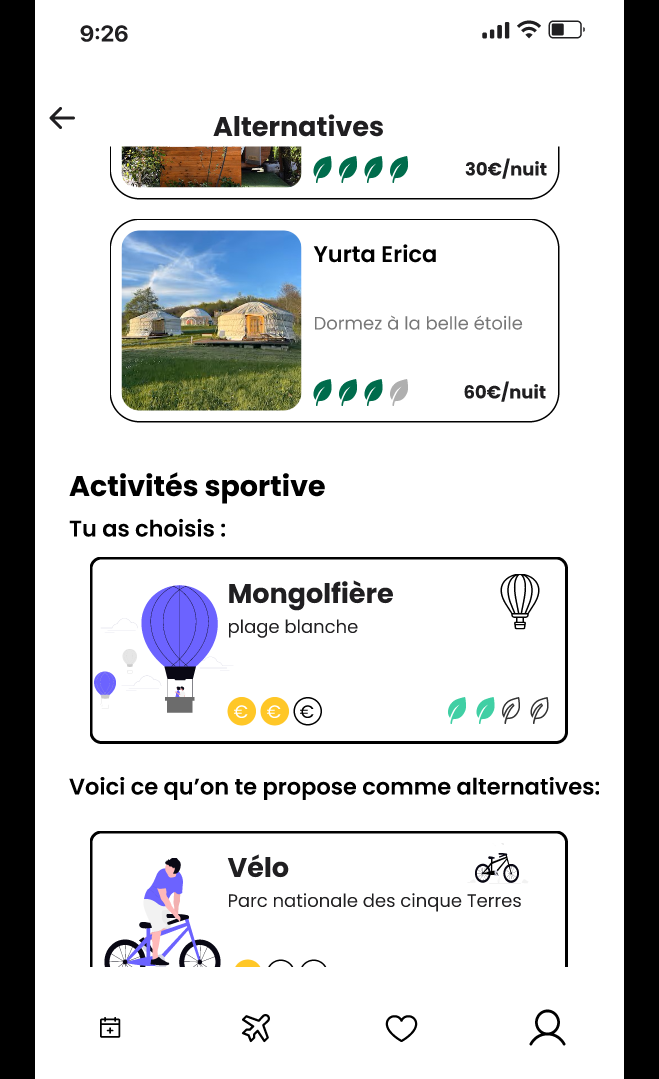 9:26
Alternatives
30€/nuit
Yurta Erica
Dormez à la belle étoile
60€/nuit
Activités sportive
Tu as choisis :
Mongolfière
plage blanche
€ € €
Voici ce qu’on te propose comme alternatives:
Vélo
Parc nationale des cinque Terres